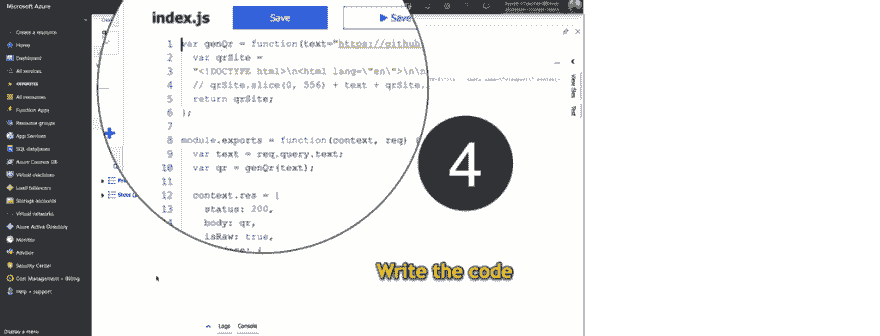 Microsoft Azure
index.js
Save
Save
Create a resource
Home
Dashboard
All services
All resources
Function Apps
Resource groups
App Services
SQL databases
Azure Cosmos DB
Virtual machines
Load balancers
Storage accounts
Virtual networks
Azure Active Directory
Monitor
Advisor
Security Center
Cost Management + Billing
Help + support
1 var genQr = function(text="https://github
2 var qrSite =
3 "<!DOCTYPE html>\n<html lang=\"en\">\n\n
4 // qrSite.slice(0, 556) + text + qrSite.
5 return qrSite;
6 };
7
8 module.exports = function(context, req) {
9 var text = req.query.text;
10 var qr = genQr(text);
11
12 context.res = {
13 status: 200,
body: qr,
isRaw: true,
View files
Test
4
Write the code
Logs
Console